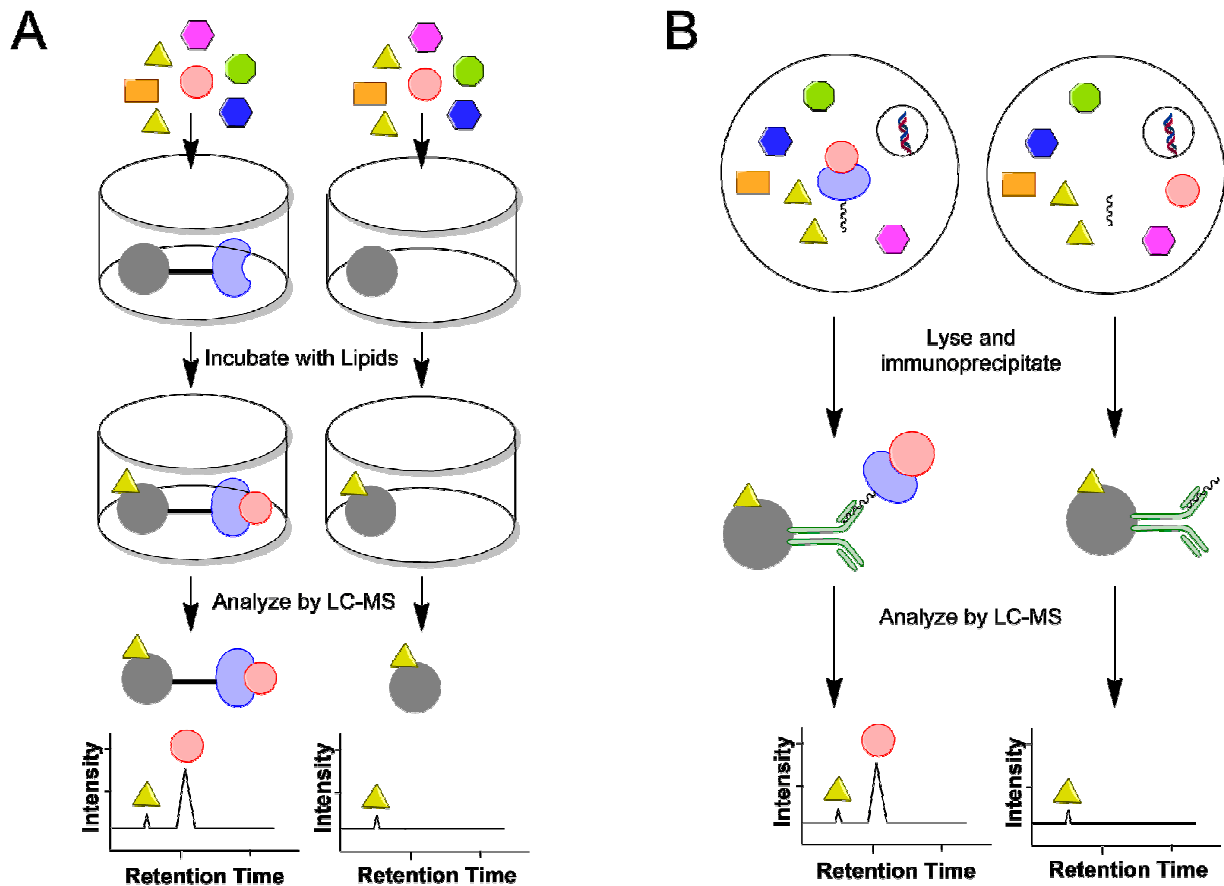 A
Incubate with Lipids
Analyze by LC-MS
Intensity
Retention Time
Intensity
Retention Time
B
Lyse and
immunoprecipitate
Analyze by LC-MS
Intensity
Retention Time
Intensity
Retention Time